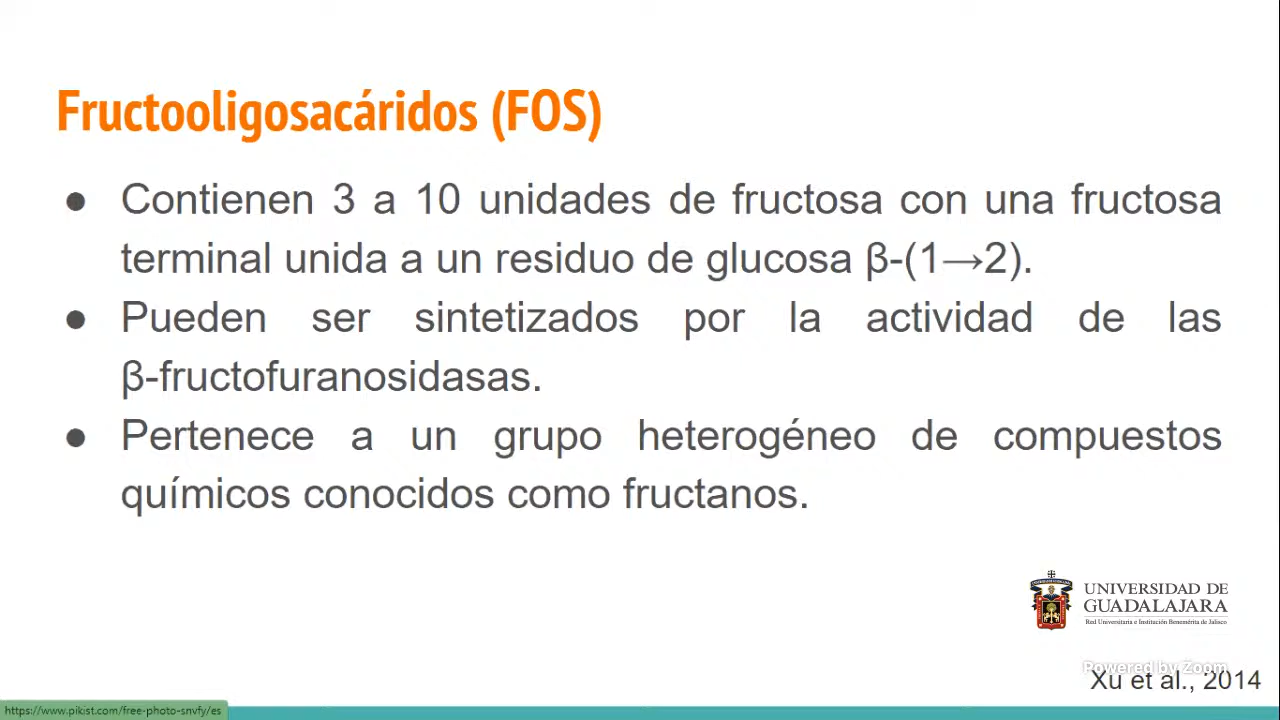 Fructooligosacáridos (FOS)
● Contienen 3 a 10 unidades de fructosa con una fructosa
terminal unida a un residuo de glucosa β-(1→2).
● Pueden ser sintetizados por la actividad de las
β-fructofuranosidasas.
● Pertenece a un grupo heterogéneo de compuestos
químicos conocidos como fructanos.
UNIVERSIDAD DE
GUADALAJARA
Red Universitaria e Institución Benemérita de Jalisco
Powered by Zoom
Xu et al., 2014
https://www.pikist.com/free-photo-snvfy/es